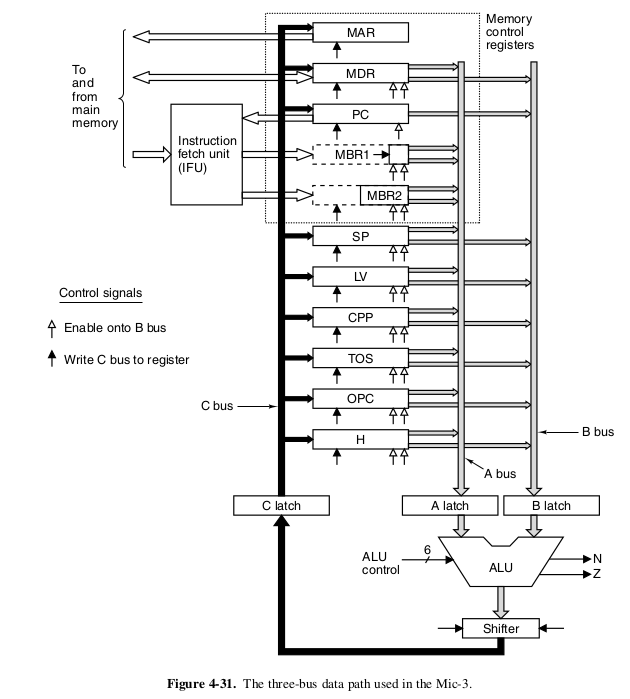 MAR
Memory
control
registers
To
and
from
main
memory
MDR
PC
Instruction
fetch unit
(IFU)
MBR1
MBR2
SP
LV
Control signals
CPP
Enable onto B bus
TOS
Write C bus to register
OPC
C bus
H
B bus
A bus
C latch
A latch
B latch
ALU
control
6
ALU
N
Z
Shifter
Figure 4-31. The three-bus data path used in the Mic-3.